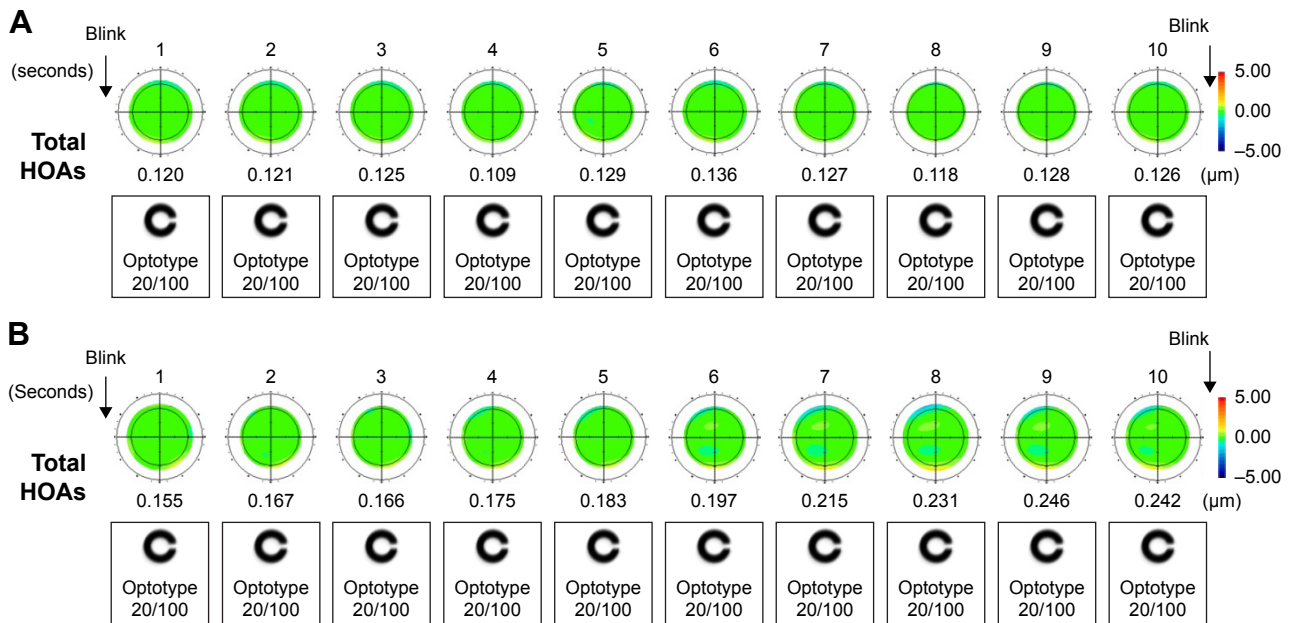 A
Blink
Blink
1 2 3 4 5 6 7 8 9 10
(seconds)
5.00
0.00
–5.00
Total
HOAs
0.120 0.121 0.125 0.109 0.129 0.136 0.127 0.118 0.128 0.126 (μm)
Optotype Optotype Optotype Optotype Optotype Optotype Optotype Optotype Optotype Optotype
20/100 20/100 20/100 20/100 20/100 20/100 20/100 20/100 20/100 20/100
B
Blink
Blink
1 2 3 4 5 6 7 8 9 10
(Seconds)
5.00
0.00
–5.00
Total
HOAs
0.155 0.167 0.166 0.175 0.183 0.197 0.215 0.231 0.246 0.242 (μm)
Optotype Optotype Optotype Optotype Optotype Optotype Optotype Optotype Optotype Optotype
20/100 20/100 20/100 20/100 20/100 20/100 20/100 20/100 20/100 20/100